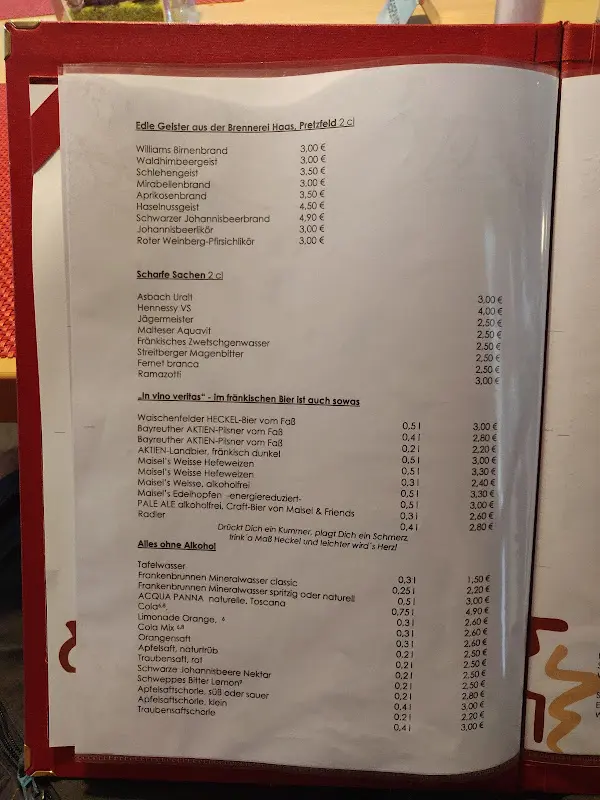 Edle Geister aus der Brennerei Haas, Pretzfeld 2 cl
Williams Birnenbrand 3,00 €
Waldhimbeergeist 3,00 €
Schlehengeist 3,50 €
Mirabellenbrand 3,00 €
Aprikosenbrand 3,50 €
Haselnussgeist 4,50 €
Schwarzer Johannisbeerbrand 4,90 €
Johannisbeerlikör 3,00 €
Roter Weinberg-Pfirsichlikör 3,00 €
Scharfe Sachen 2 cl
Asbach Uralt 3,00 €
Hennessy VS 4,00 €
Jägermeister 2,50 €
Malteser Aquavit 2,50 €
Fränkisches Zwetschgenwasser 2,50 €
Streitberger Magenbitter 2,50 €
Fernet branca 2,50 €
Ramazotti 3,00 €
„In vino veritas" - im fränkischen Bier ist auch sowas
Waischenfelder HECKEL-Bier vom Faß 0,5 l 3,00 €
Bayreuther AKTIEN-Pilsner vom Faß 0,4 l 2,80 €
Bayreuther AKTIEN-Pilsner vom Faß 0,2 l 2,20 €
AKTIEN-Landbier, fränkisch dunkel 0,5 l 3,00 €
Maisel's Weisse Hefeweizen 0,5 l 3,30 €
Maisel's Weisse Hefeweizen 0,3 l 2,40 €
Maisel's Weisse, alkoholfrei 0,5 l 3,30 €
Maisel's Edelhopfen -energiereduziert- 0,5 l 3,00 €
PALE ALE alkoholfrei, Craft-Bier von Maisel & Friends 0,3 l 2,60 €
Radler 0,4 l 2,80 €
Drückt Dich ein Kummer, plagt Dich ein Schmerz,
trink´a Maß Heckel und leichter wird´s Herz!
Alles ohne Alkohol
Tafelwasser 0,3 l 1,50 €
Frankenbrunnen Mineralwasser classic 0,25 l 2,20 €
Frankenbrunnen Mineralwasser spritzig oder naturell 0,5 l 3,00 €
ACQUA PANNA naturelle, Toscana 0,75 l 4,90 €
Cola⁶,⁸ 0,3 l 2,60 €
Limonade Orange, ⁶ 0,3 l 2,60 €
Cola Mix ⁶,⁸ 0,3 l 2,60 €
Orangensaft 0,2 l 2,50 €
Apfelsaft, naturtrüb 0,2 l 2,50 €
Traubensaft, rot 0,2 l 2,50 €
Schwarze Johannisbeere Nektar 0,2 l 2,50 €
Schweppes Bitter Lemon⁹ 0,2 l 2,80 €
Apfelsaftschorle, süß oder sauer 0,4 l 3,00 €
Apfelsaftschorle, klein 0,2 l 2,20 €
Traubensaftschorle 0,4 l 3,00 €